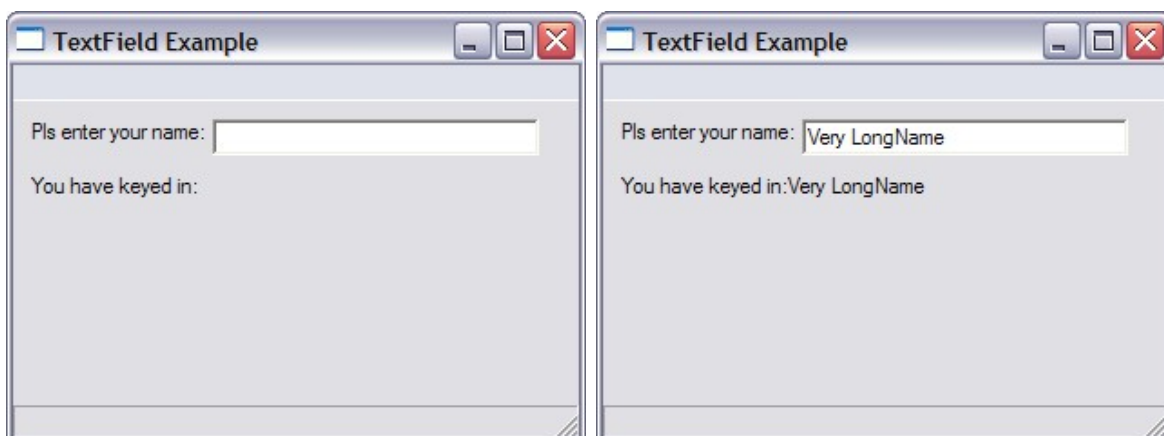 TextField Example
Pls enter your name:
You have keyed in:
TextField Example
Pls enter your name: Very LongName
You have keyed in:Very LongName